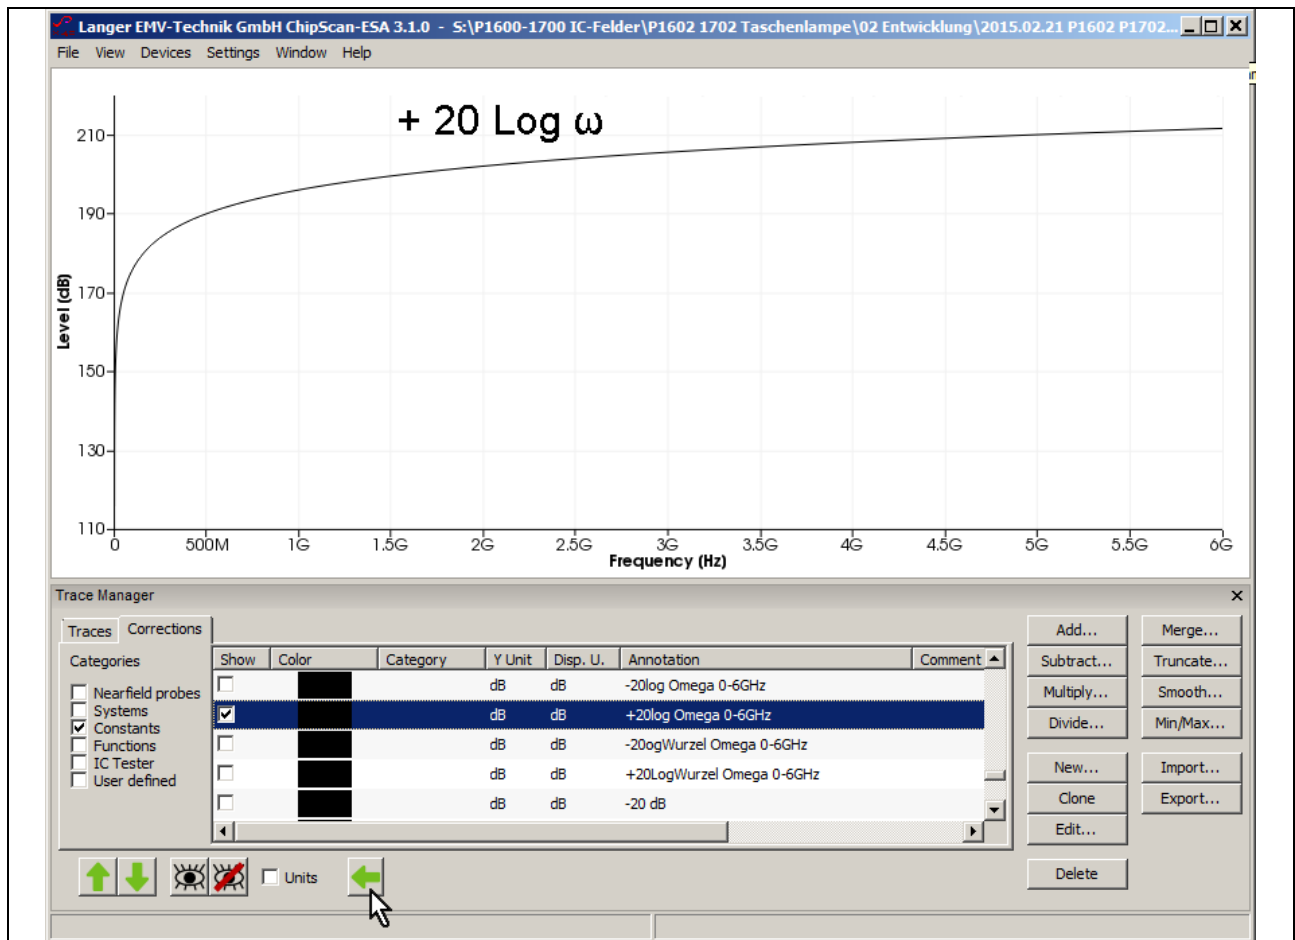 Langer EMV-Technik GmbH ChipScan-ESA 3.1.0 - S:\P1600-1700 IC-Felder\P1602 1702 Taschenlampe\02 Entwicklung\2015.02.21 P1602 P1702...
File View Devices Settings Window Help
+ 20 Log ω
210
190
170
150
130
110
Level (dB)
0 500M 1G 1.5G 2G 2.5G 3G 3.5G 4G 4.5G 5G 5.5G 6G
Frequency (Hz)
Trace Manager
Traces Corrections
Categories
Nearfield probes
Systems
Constants
Functions
IC Tester
User defined
Show Color Category Y Unit Disp. U. Annotation Comment
dB dB -20log Omega 0-6GHz
dB dB +20log Omega 0-6GHz
dB dB -20ogWurzel Omega 0-6GHz
dB dB +20LogWurzel Omega 0-6GHz
dB dB -20 dB
Add... Merge...
Subtract... Truncate...
Multiply... Smooth...
Divide... Min/Max...
New... Import...
Clone Export...
Edit...
Delete
Units